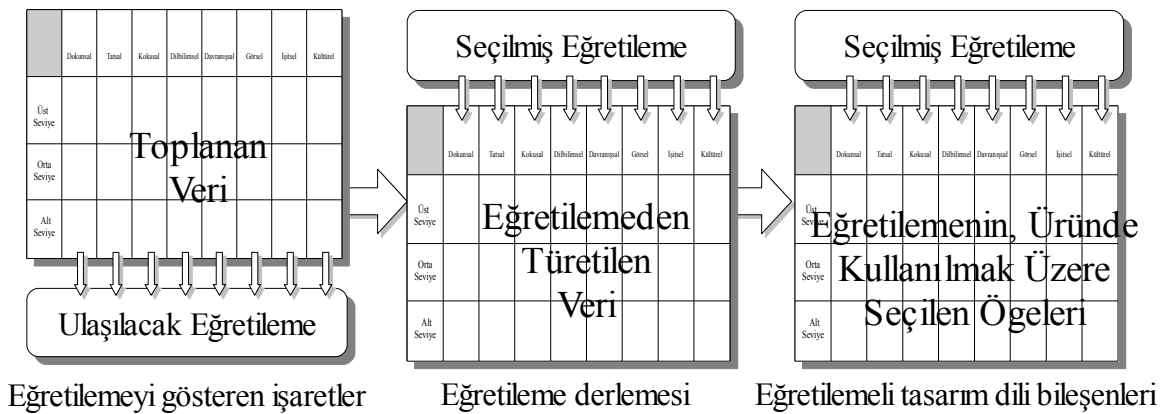 Dokunsal Tatsal Kokusal Dilbilimsel Davranışsal Görsel İşitsel Kültürel
Üst
Seviye
Orta
Seviye
Alt
Seviye
Toplanan
Veri
Ulaşılacak Eğretileme
Eğretilemeyi gösteren işaretler
Seçilmiş Eğretileme
Dokunsal Tatsal Kokusal Dilbilimsel Davranışsal Görsel İşitsel Kültürel
Üst
Seviye
Orta
Seviye
Alt
Seviye
Eğretilemeden
Türetilen
Veri
Eğretileme derlemesi
Seçilmiş Eğretileme
Dokunsal Tatsal Kokusal Dilbilimsel Davranışsal Görsel İşitsel Kültürel
Üst
Seviye
Orta
Seviye
Alt
Seviye
Eğretilemenin, Üründe
Kullanılmak Üzere
Seçilen Ögeleri
Eğretilemeli tasarım dili bileşenleri